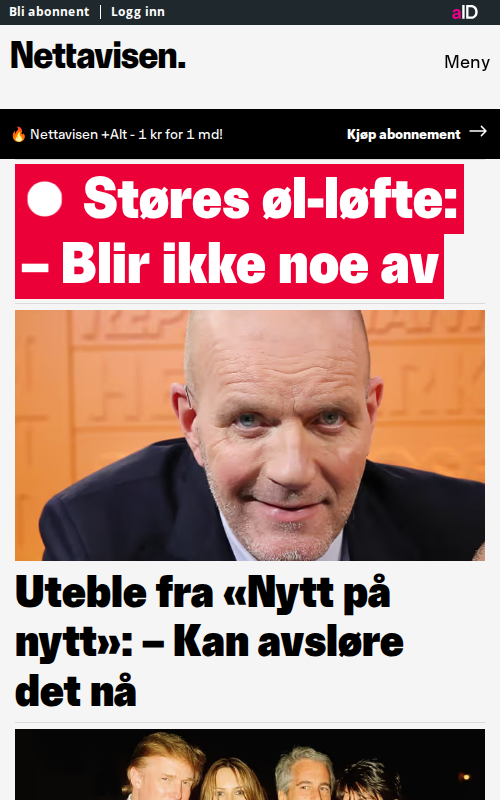 Bli abonnent | Logg inn
aID
Nettavisen.
Meny
🔥 Nettavisen +Alt - 1 kr for 1 md!
Kjøp abonnement →
Støres øl-løfte:
– Blir ikke noe av
Uteble fra «Nytt på
nytt»: – Kan avsløre
det nå